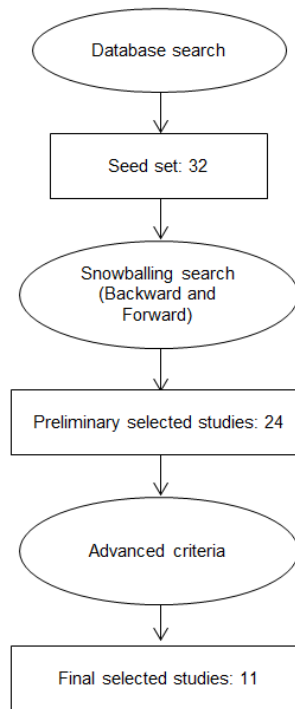 Database search
Seed set: 32
Snowballing search
(Backward and
Forward)
Preliminary selected studies: 24
Advanced criteria
Final selected studies: 11